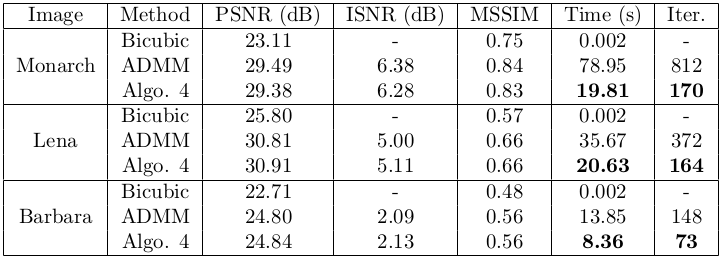 Image Method PSNR (dB) ISNR (dB) MSSIM Time (s) Iter.
Bicubic 23.11 - 0.75 0.002 -
Monarch ADMM 29.49 6.38 0.84 78.95 812
Algo. 4 29.38 6.28 0.83 19.81 170
Bicubic 25.80 - 0.57 0.002 -
Lena ADMM 30.81 5.00 0.66 35.67 372
Algo. 4 30.91 5.11 0.66 20.63 164
Bicubic 22.71 - 0.48 0.002 -
Barbara ADMM 24.80 2.09 0.56 13.85 148
Algo. 4 24.84 2.13 0.56 8.36 73